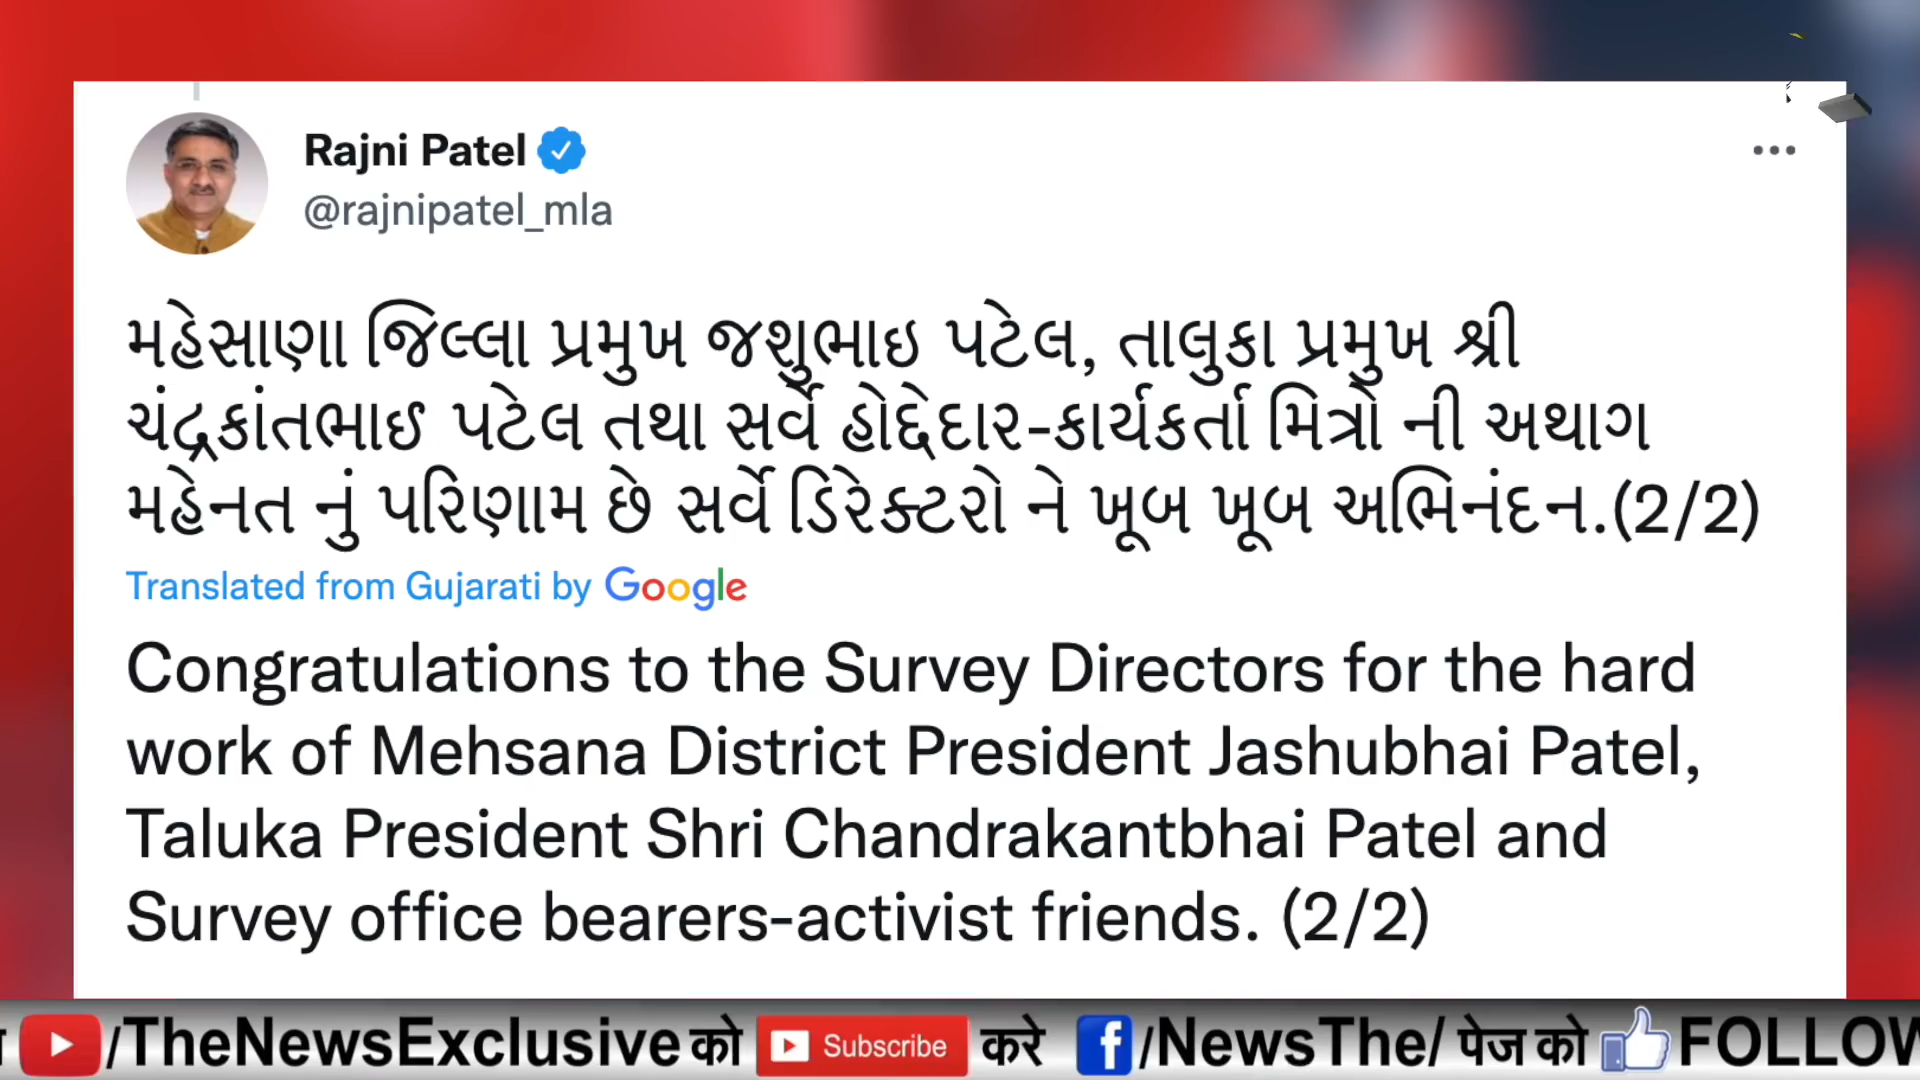 Rajni Patel
@rajnipatel_mla
મહેસાણા જિલ્લા પ્રમુખ જશુભાઇ પટેલ, તાલુકા પ્રમુખ શ્રી
ચંદ્રકાંતભાઈ પટેલ તથા સર્વે હોદ્દેદાર-કાર્યકર્તા મિત્રો ની અથાગ
મહેનત નું પરિણામ છે સર્વે ડિરેક્ટરો ને ખૂબ ખૂબ અભિનંદન.(2/2)
Translated from Gujarati by Google
Congratulations to the Survey Directors for the hard
work of Mehsana District President Jashubhai Patel,
Taluka President Shri Chandrakantbhai Patel and
Survey office bearers-activist friends. (2/2)
/TheNewsExclusive को Subscribe करे f/NewsThe/ पेज को FOLLOW